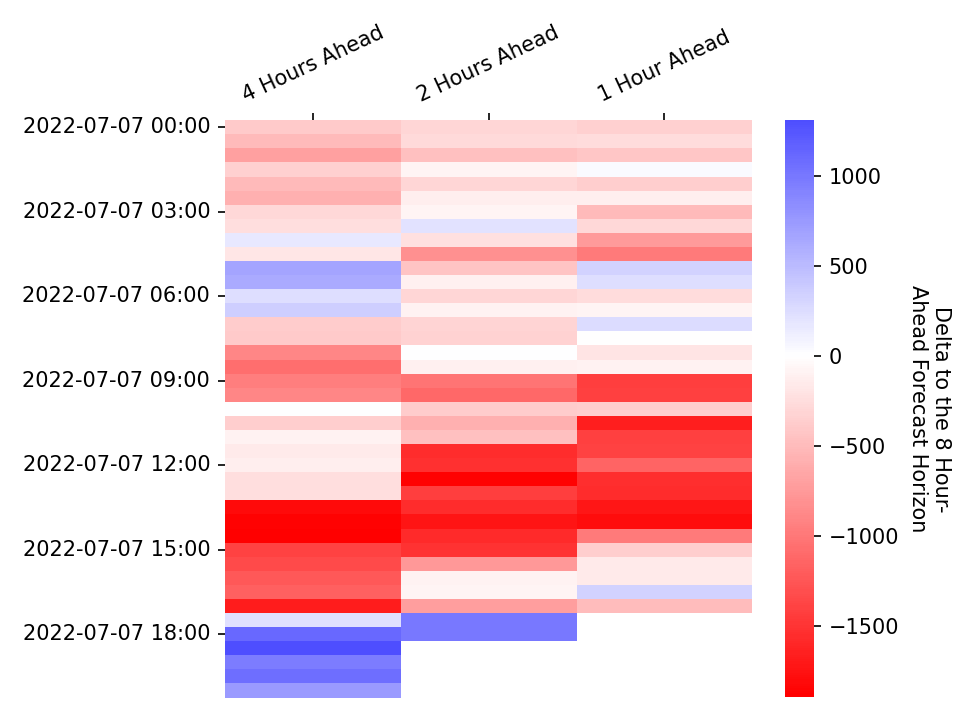 4 Hours Ahead
2 Hours Ahead
1 Hour Ahead
2022-07-07 00:00
2022-07-07 03:00
2022-07-07 06:00
2022-07-07 09:00
2022-07-07 12:00
2022-07-07 15:00
2022-07-07 18:00
1000
500
0
−500
−1000
−1500
Delta to the 8 Hour-
Ahead Forecast Horizon